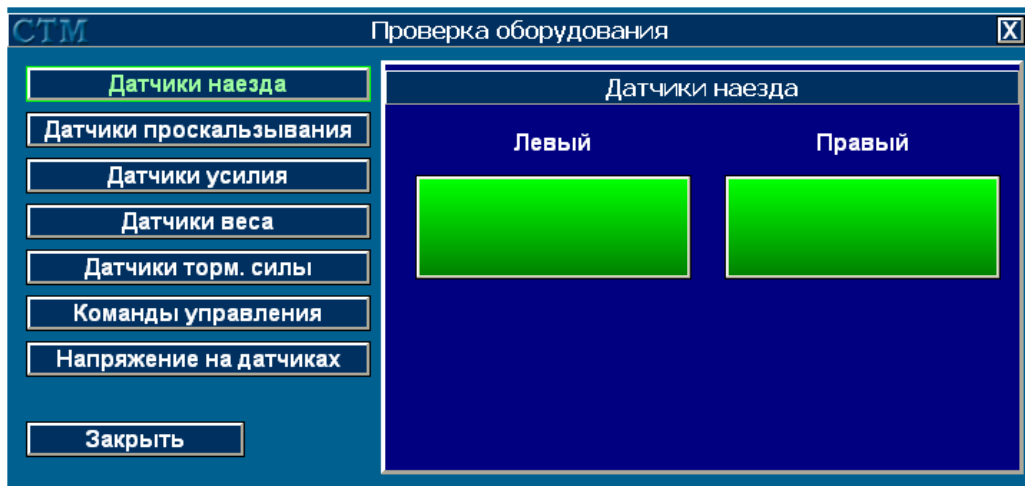 СТМ
Проверка оборудования
X
Датчики наезда
Датчики проскальзывания
Датчики усилия
Датчики веса
Датчики торм. силы
Команды управления
Напряжение на датчиках
Закрыть
Датчики наезда
Левый
Правый